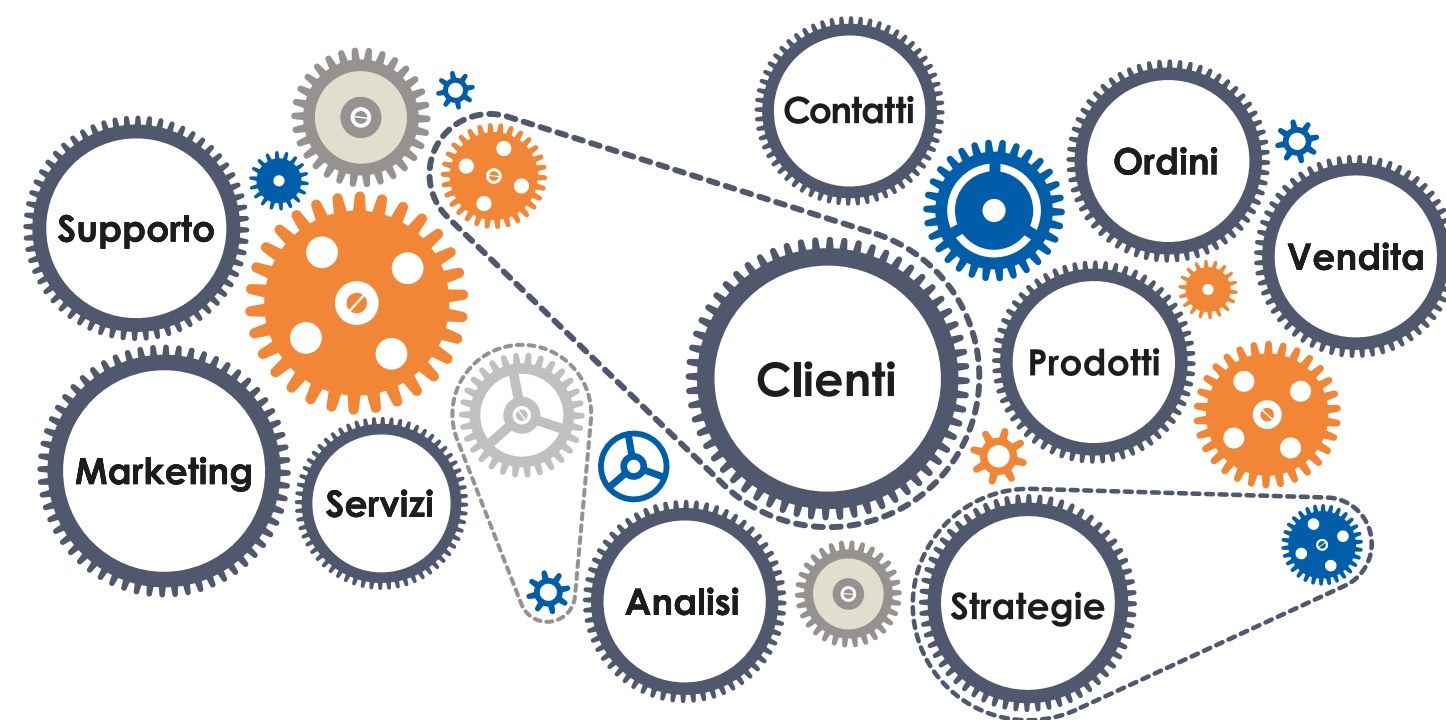 Contatti
Ordini
Supporto
Vendita
Prodotti
Clienti
Marketing
Servizi
Analisi
Strategie